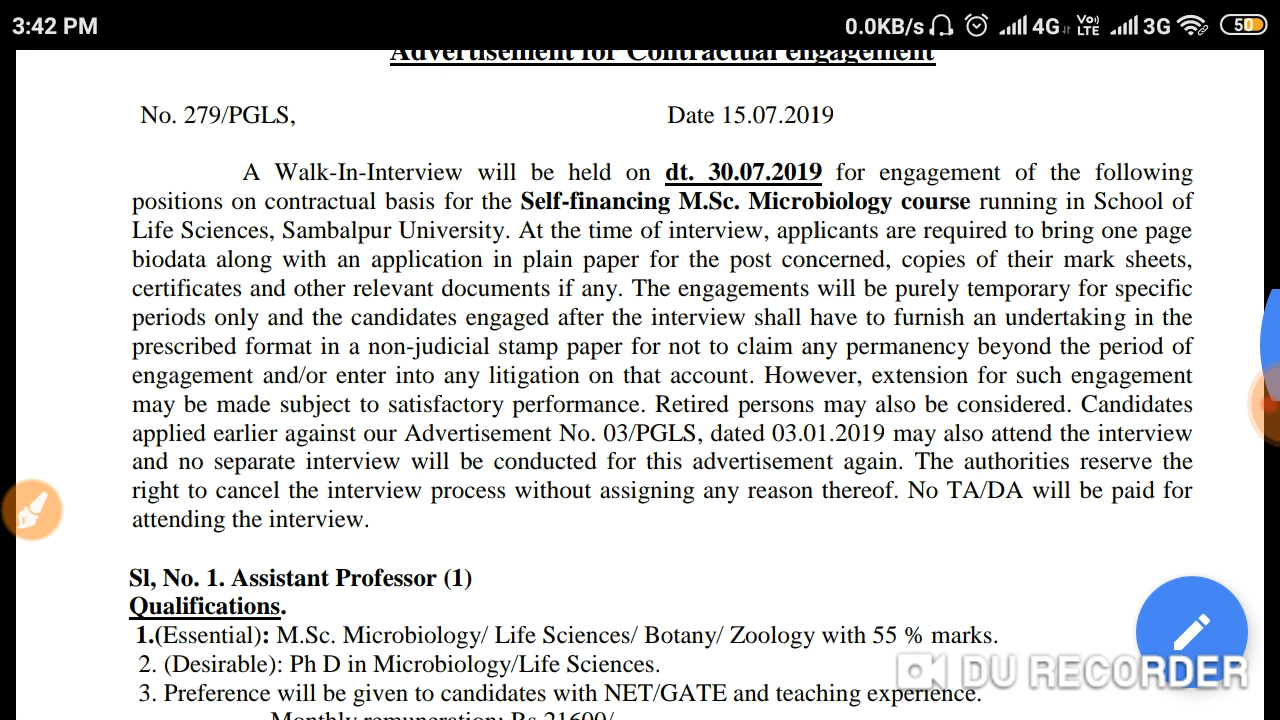 3:42 PM
0.0KB/s 4G Vo) LTE 3G 50
Advertisement for Contractual engagement
No. 279/PGLS, Date 15.07.2019
A Walk-In-Interview will be held on dt. 30.07.2019 for engagement of the following
positions on contractual basis for the Self-financing M.Sc. Microbiology course running in School of
Life Sciences, Sambalpur University. At the time of interview, applicants are required to bring one page
biodata along with an application in plain paper for the post concerned, copies of their mark sheets,
certificates and other relevant documents if any. The engagements will be purely temporary for specific
periods only and the candidates engaged after the interview shall have to furnish an undertaking in the
prescribed format in a non-judicial stamp paper for not to claim any permanency beyond the period of
engagement and/or enter into any litigation on that account. However, extension for such engagement
may be made subject to satisfactory performance. Retired persons may also be considered. Candidates
applied earlier against our Advertisement No. 03/PGLS, dated 03.01.2019 may also attend the interview
and no separate interview will be conducted for this advertisement again. The authorities reserve the
right to cancel the interview process without assigning any reason thereof. No TA/DA will be paid for
attending the interview.
Sl, No. 1. Assistant Professor (1)
Qualifications.
1.(Essential): M.Sc. Microbiology/ Life Sciences/ Botany/ Zoology with 55 % marks.
2. (Desirable): Ph D in Microbiology/Life Sciences.
3. Preference will be given to candidates with NET/GATE and teaching experience.
Monthly remuneration: Rs 21600/
DU RECORDER